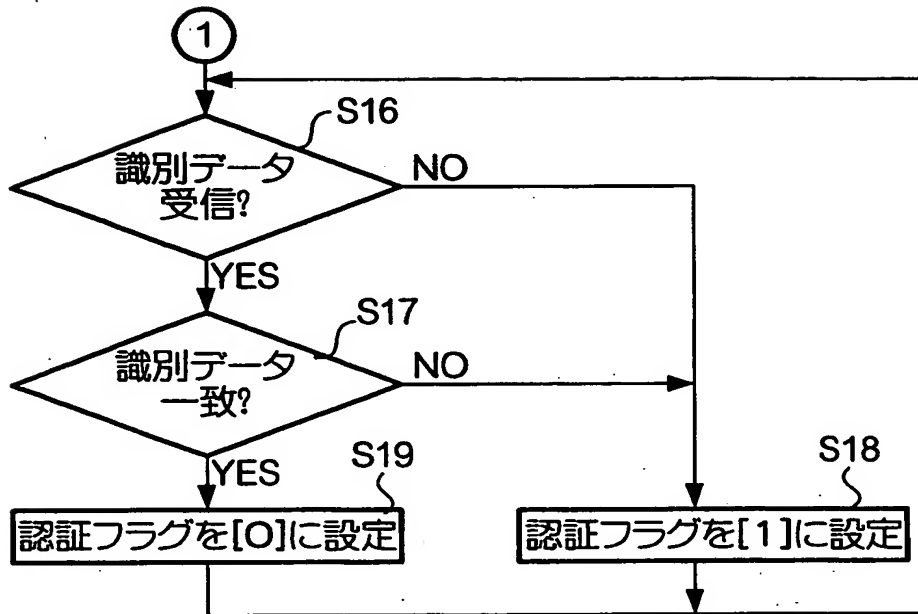 1
S16
識別データ
受信?
NO
YES
S17
識別データ
一致?
NO
YES
S19
S18
認証フラグを[0]に設定
認証フラグを[1]に設定